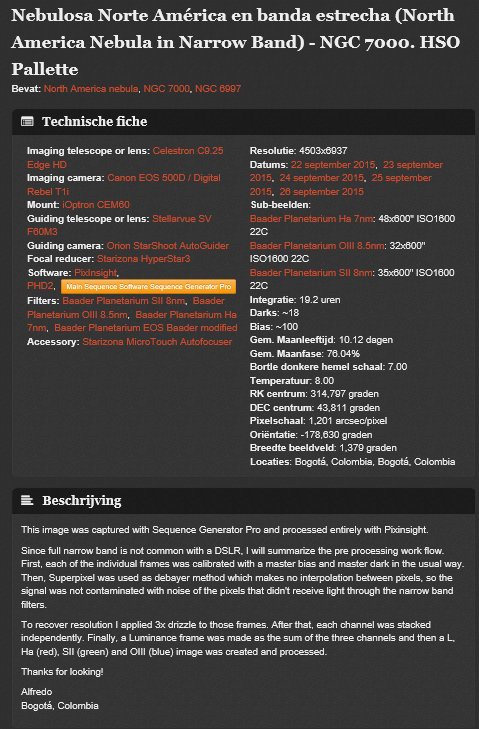 Nebulosa Norte América en banda estrecha (North
America Nebula in Narrow Band) - NGC 7000. HSO
Pallette
Bevat: North America nebula, NGC 7000, NGC 6997
Technische fiche
Imaging telescope or lens: Celestron C9.25
Edge HD
Imaging camera: Canon EOS 500D / Digital
Rebel T1i
Mount: iOptron CEM60
Guiding telescope or lens: Stellarvue SV
F60M3
Guiding camera: Orion StarShoot AutoGuider
Focal reducer: Starizona HyperStar3
Software: PixInsight,
PHD2, Main Sequence Software Sequence Generator Pro
Filters: Baader Planetarium SII 8nm, Baader
Planetarium OIII 8.5nm, Baader Planetarium Ha
7nm, Baader Planetarium EOS Baader modified
Accessory: Starizona MicroTouch Autofocuser
Resolutie: 4503x6937
Datums: 22 september 2015, 23 september
2015, 24 september 2015, 25 september
2015, 26 september 2015
Sub-beelden:
Baader Planetarium Ha 7nm: 48x600" ISO1600
22C
Baader Planetarium OIII 8.5nm: 32x600"
ISO1600 22C
Baader Planetarium SII 8nm: 35x600" ISO1600
22C
Integratie: 19.2 uren
Darks: ~18
Bias: ~100
Gem. Maanleeftijd: 10.12 dagen
Gem. Maanfase: 76.04%
Bortle donkere hemel schaal: 7.00
Temperatuur: 8.00
RK centrum: 314,797 graden
DEC centrum: 43,811 graden
Pixelschaal: 1,201 arcsec/pixel
Oriëntatie: -178,630 graden
Breedte beeldveld: 1,379 graden
Locaties: Bogotá, Colombia, Bogotá, Colombia
Beschrijving
This image was captured with Sequence Generator Pro and processed entirely with Pixinsight.
Since full narrow band is not common with a DSLR, I will summarize the pre processing work flow.
First, each of the individual frames was calibrated with a master bias and master dark in the usual way.
Then, Superpixel was used as debayer method which makes no interpolation between pixels, so the
signal was not contaminated with noise of the pixels that didn't receive light through the narrow band
filters.
To recover resolution I applied 3x drizzle to those frames. After that, each channel was stacked
independently. Finally, a Luminance frame was made as the sum of the three channels and then a L,
Ha (red), SII (green) and OIII (blue) image was created and processed.
Thanks for looking!
Alfredo
Bogotá, Colombia